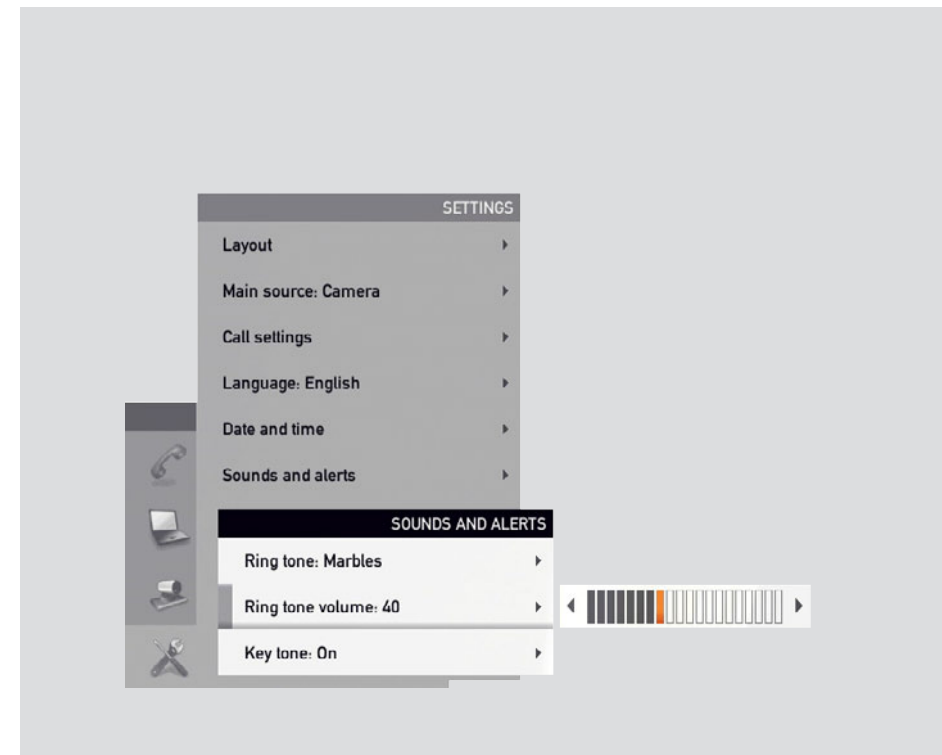 SETTINGS
Layout
Main source: Camera
Call settings
Language: English
Date and time
Sounds and alerts
SOUNDS AND ALERTS
Ring tone: Marbles
Ring tone volume: 40
Key tone: On